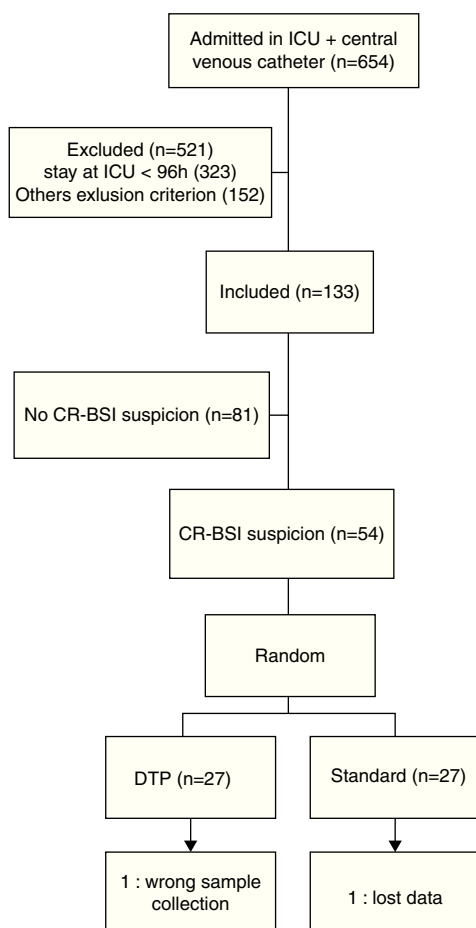 Admitted in ICU + central
venous catheter (n=654)
Excluded (n=521)
stay at ICU < 96h (323)
Others exlusion criterion (152)
Included (n=133)
No CR-BSI suspicion (n=81)
CR-BSI suspicion (n=54)
Random
DTP (n=27)
Standard (n=27)
1 : wrong sample
collection
1 : lost data